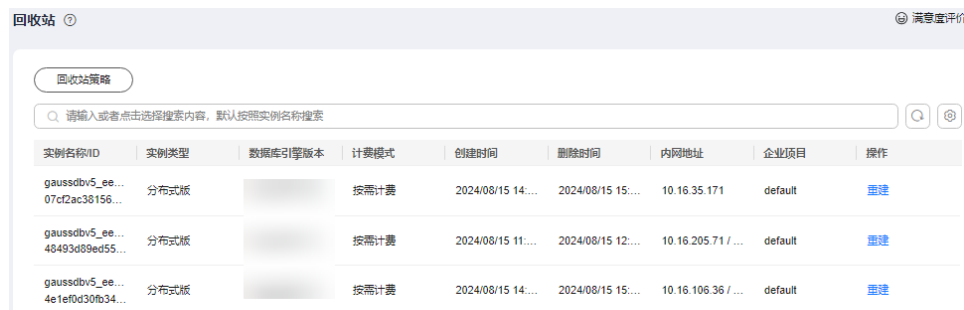 回收站
满意度评价
回收站策略
请输入或者点击选择搜索内容，默认按照实例名称搜索
实例名称/ID 实例类型 数据库引擎版本 计费模式 创建时间 删除时间 内网地址 企业项目 操作
gaussdbv5_ee...
07cf2ac38156...
分布式版 按需计费 2024/08/15 14:... 2024/08/15 15:... 10.16.35.171 default 重建
gaussdbv5_ee...
48493d89ed55...
分布式版 按需计费 2024/08/15 11:... 2024/08/15 12:... 10.16.205.71 / ... default 重建
gaussdbv5_ee...
4e1ef0d30fb34...
分布式版 按需计费 2024/08/15 14:... 2024/08/15 15:... 10.16.106.36 / ... default 重建